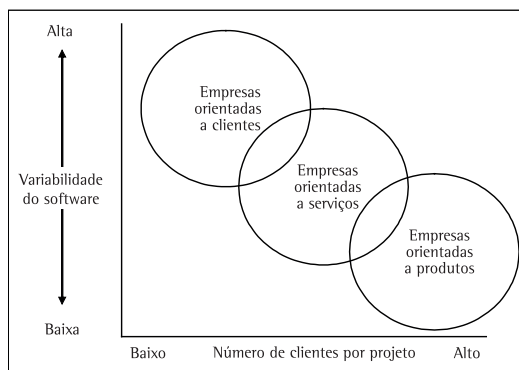 Alta
Empresas
orientadas
a clientes
Variabilidade
do software
Empresas
orientadas
a serviços
Empresas
orientadas
a produtos
Baixa
Baixo
Número de clientes por projeto
Alto